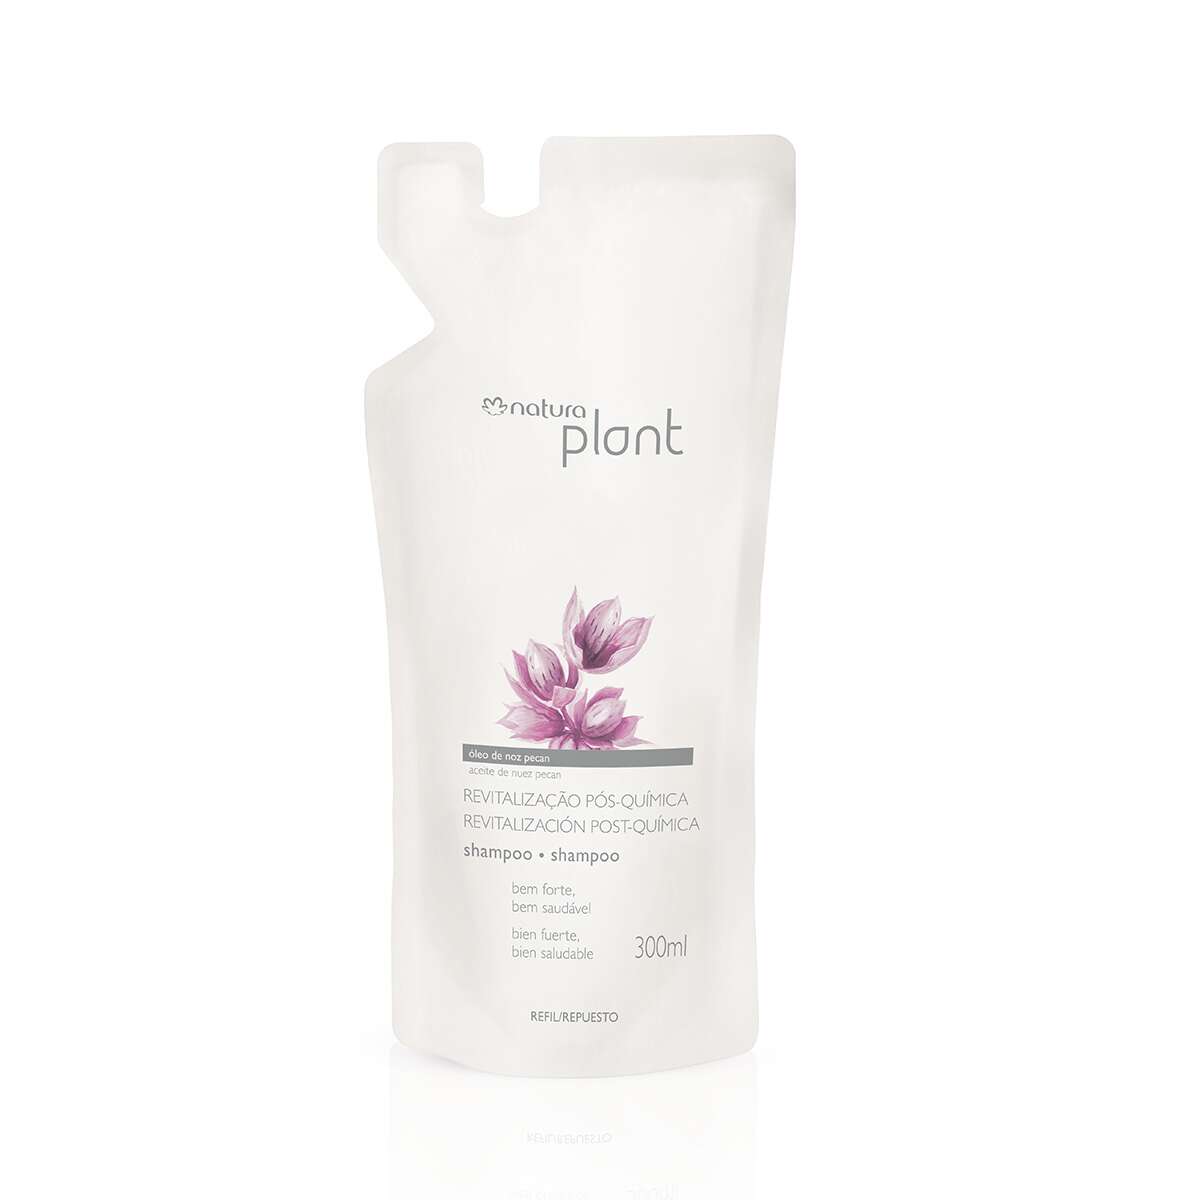 natura
plant
óleo de noz pecan
aceite de nuez pecan
REVITALIZAÇÃO PÓS-QUÍMICA
REVITALIZACIÓN POST-QUÍMICA
shampoo • shampoo
bem forte,
bem saudável
bien fuerte,
bien saludable
300ml
REFIL/REPUESTO